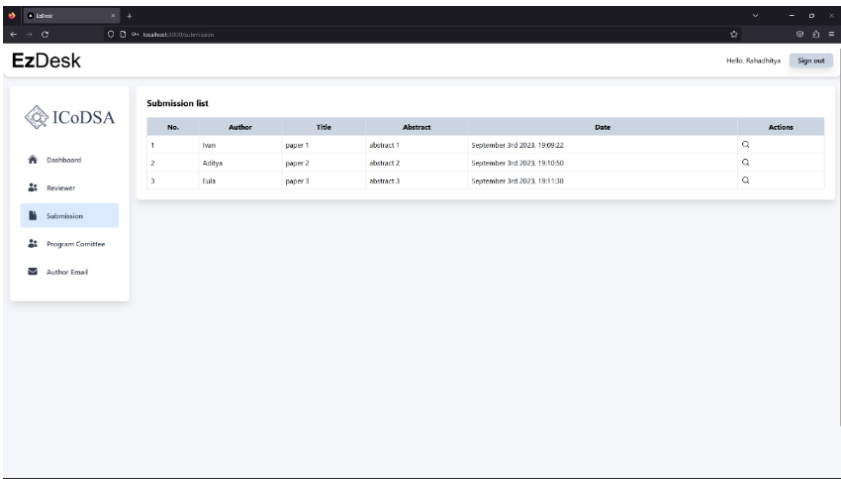 EzDesk
localhost:3000/submission
EzDesk
Hello, Rahadhitya
Sign out
ICoDSA
Dashboard
Reviewer
Submission
Program Comittee
Author Email
Submission list
No. Author Title Abstract Date Actions
1 Ivan paper 1 abstract 1 September 3rd 2023, 19:09:22
2 Aditya paper 2 abstract 2 September 3rd 2023, 19:10:50
3 Eula paper 3 abstract 3 September 3rd 2023, 19:11:38